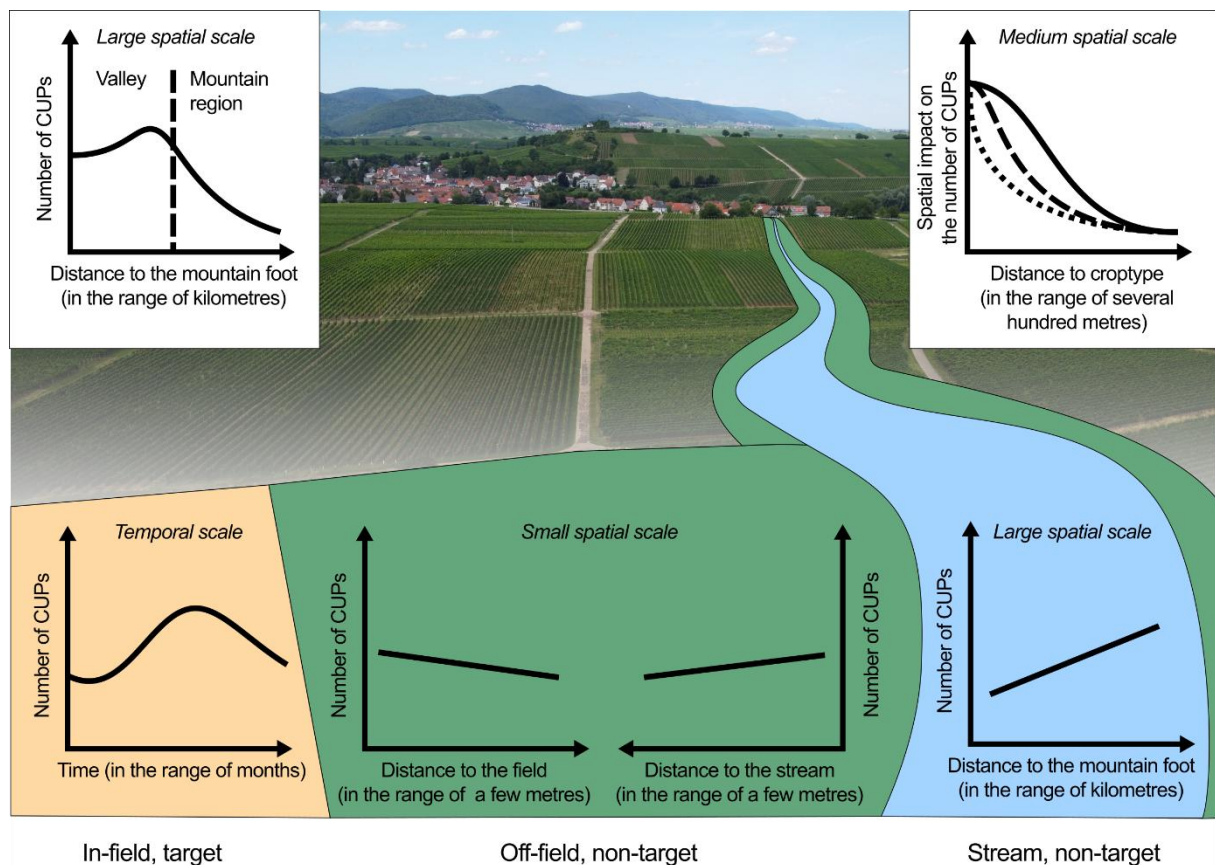 Large spatial scale
Valley
Mountain
region
Number of CUPs
Distance to the mountain foot
(in the range of kilometres)
Medium spatial scale
Spatial impact on
the number of CUPs
Distance to croptype
(in the range of several
hundred metres)
Temporal scale
Number of CUPs
Time (in the range of months)
Small spatial scale
Number of CUPs
Distance to the field
(in the range of a few metres)
Number of CUPs
Distance to the stream
(in the range of a few metres)
Large spatial scale
Number of CUPs
Distance to the mountain foot
(in the range of kilometres)
In-field, target
Off-field, non-target
Stream, non-target